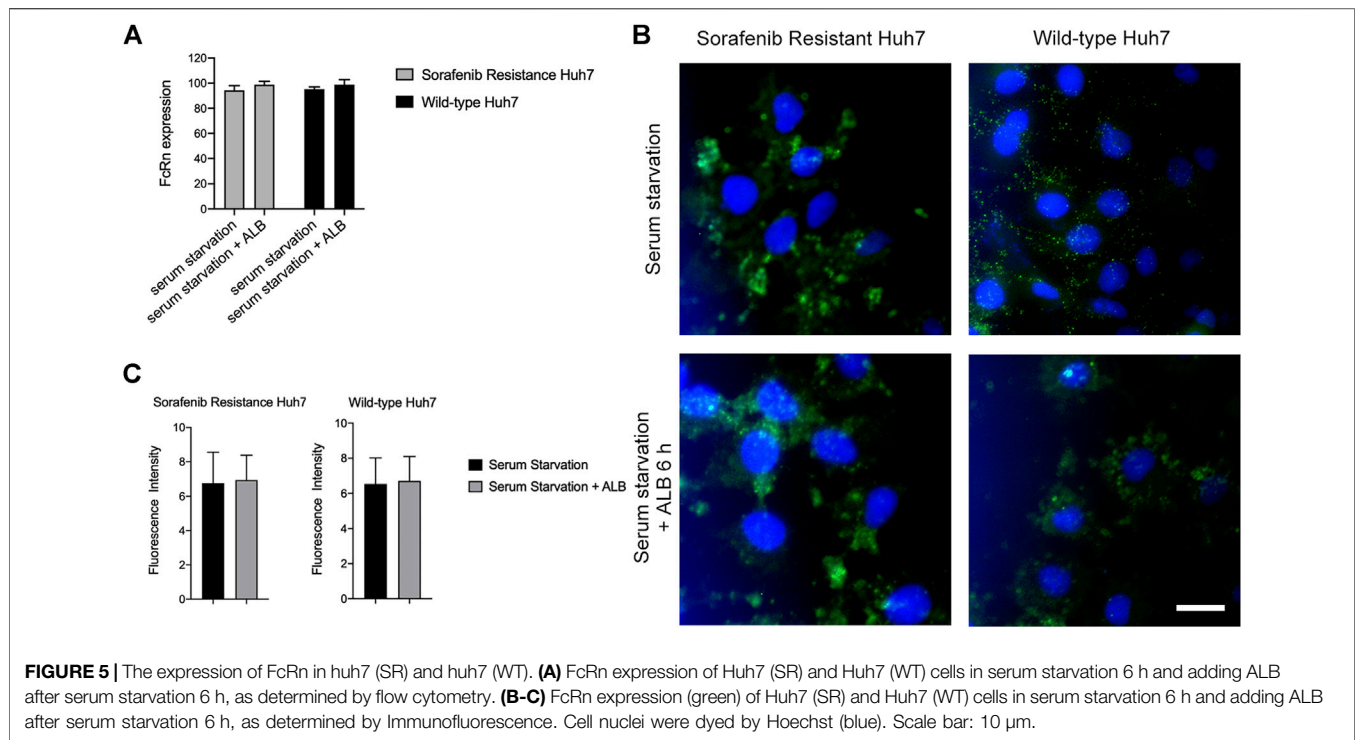 A
120
100
80
60
40
20
0
FcRn expression
serum starvation
serum starvation + ALB
serum starvation
serum starvation + ALB
Sorafenib Resistance Huh7
Wild-type Huh7
B
Sorafenib Resistant Huh7
Wild-type Huh7
Serum starvation
Serum starvation
+ ALB 6 h
C
Sorafenib Resistance Huh7
10
8
6
4
2
0
Fluorescence Intensity
Wild-type Huh7
10
8
6
4
2
0
Fluorescence Intensity
Serum Starvation
Serum Starvation + ALB
FIGURE 5 | The expression of FcRn in huh7 (SR) and huh7 (WT). (A) FcRn expression of Huh7 (SR) and Huh7 (WT) cells in serum starvation 6 h and adding ALB
after serum starvation 6 h, as determined by flow cytometry. (B-C) FcRn expression (green) of Huh7 (SR) and Huh7 (WT) cells in serum starvation 6 h and adding ALB
after serum starvation 6 h, as determined by Immunofluorescence. Cell nuclei were dyed by Hoechst (blue). Scale bar: 10 μm.